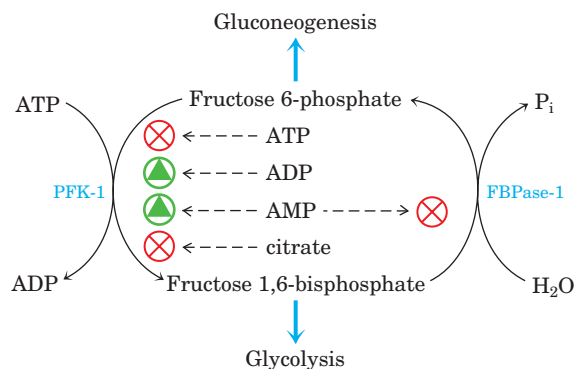 Gluconeogenesis
ATP
Fructose 6-phosphate
P_i
ATP
ADP
PFK-1
FBPase-1
AMP
citrate
ADP
Fructose 1,6-bisphosphate
H₂O
Glycolysis